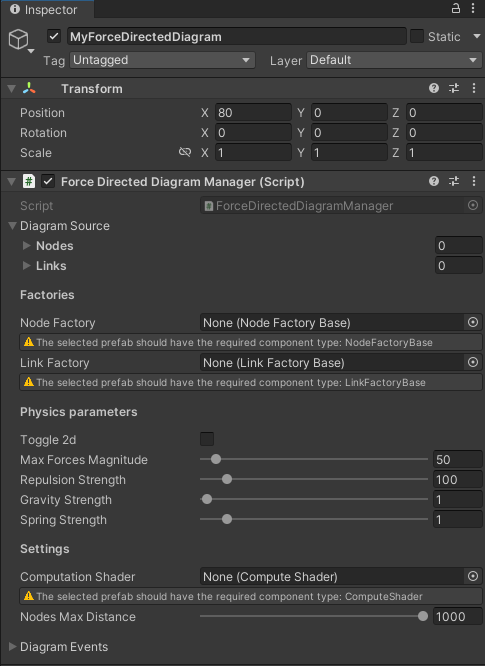 Inspector
MyForceDirectedDiagram Static
Tag Untagged Layer Default
Transform
Position X 80 Y 0 Z 0
Rotation X 0 Y 0 Z 0
Scale X 1 Y 1 Z 1
# Force Directed Diagram Manager (Script)
Script # ForceDirectedDiagramManager
Diagram Source
Nodes 0
Links 0
Factories
Node Factory None (Node Factory Base)
The selected prefab should have the required component type: NodeFactoryBase
Link Factory None (Link Factory Base)
The selected prefab should have the required component type: LinkFactoryBase
Physics parameters
Toggle 2d
Max Forces Magnitude 50
Repulsion Strength 100
Gravity Strength 1
Spring Strength 1
Settings
Computation Shader None (Compute Shader)
The selected prefab should have the required component type: ComputeShader
Nodes Max Distance 1000
Diagram Events